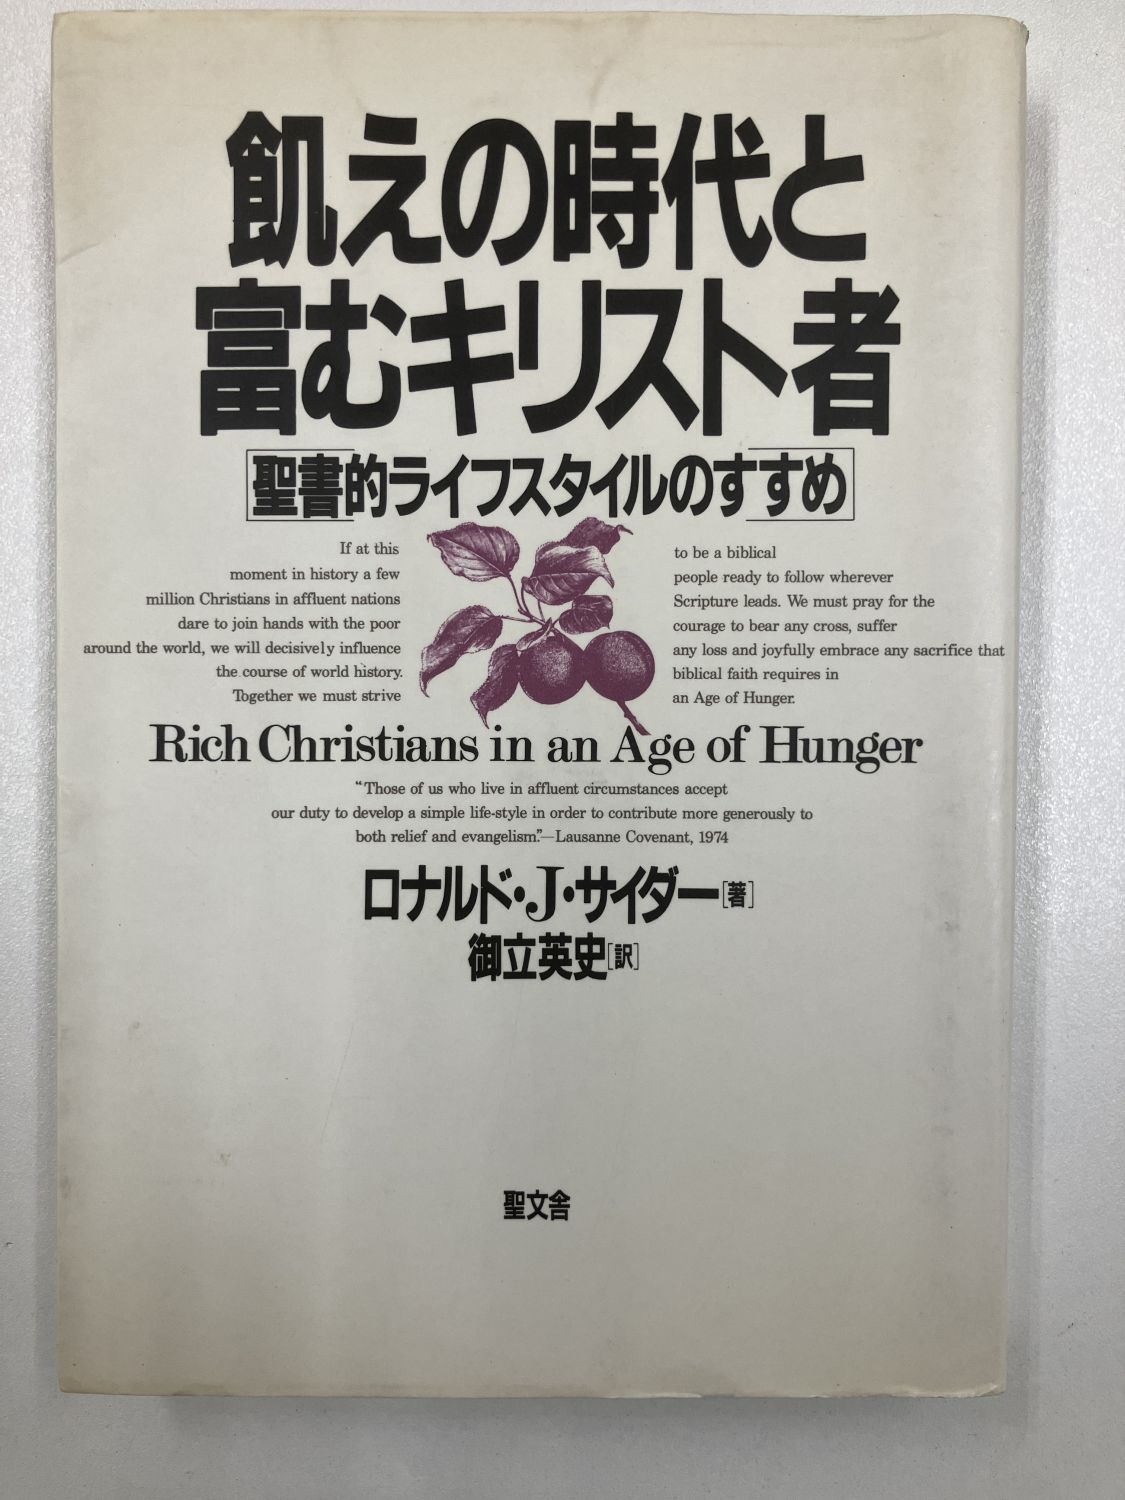 飢えの時代と
富むキリスト者
[聖書的ライフスタイルのすすめ]
If at this
moment in history a few
million Christians in affluent nations
dare to join hands with the poor
around the world, we will decisively influence
the course of world history.
Together we must strive
to be a biblical
people ready to follow wherever
Scripture leads. We must pray for the
courage to bear any cross, suffer
any loss and joyfully embrace any sacrifice that
biblical faith requires in
an Age of Hunger.
Rich Christians in an Age of Hunger
“Those of us who live in affluent circumstances accept
our duty to develop a simple life-style in order to contribute more generously to
both relief and evangelism.”—Lausanne Covenant, 1974
ロナルド・J・サイダー[著]
御立英史[訳]
聖文舎